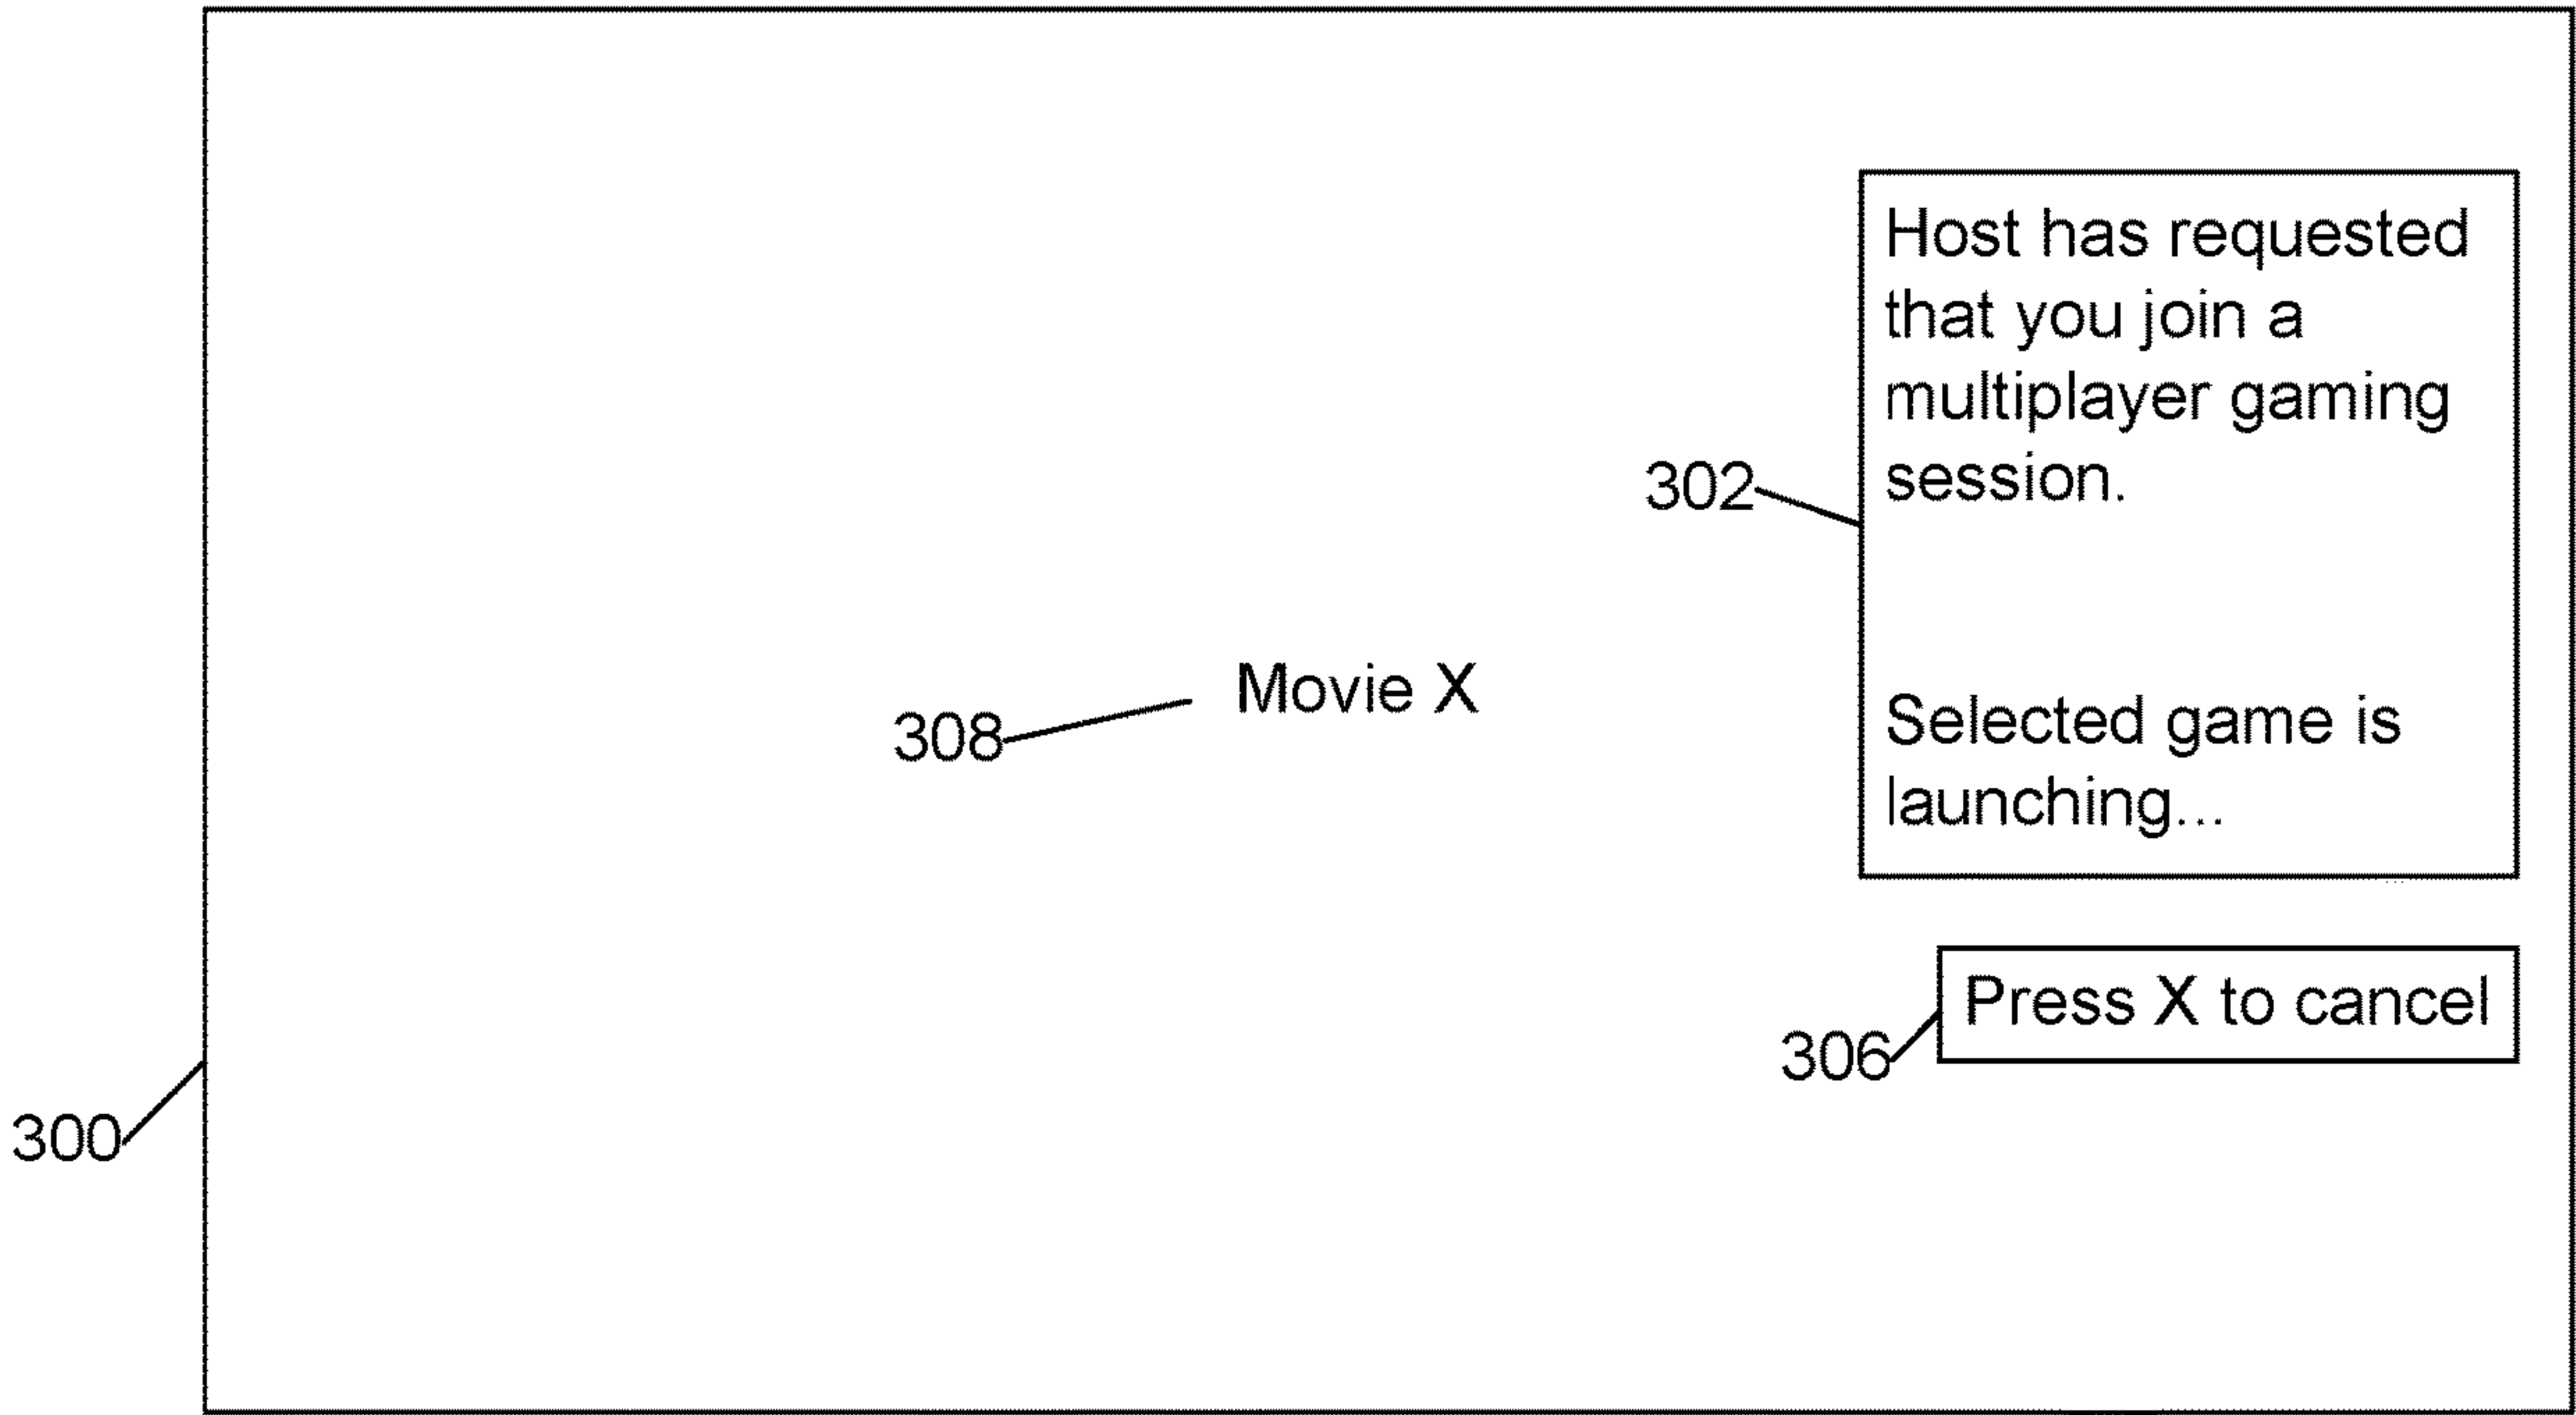 Host has requested
that you join a
multiplayer gaming
session.
302
Movie X
308
Selected game is
launching...
Press X to cancel
306
300